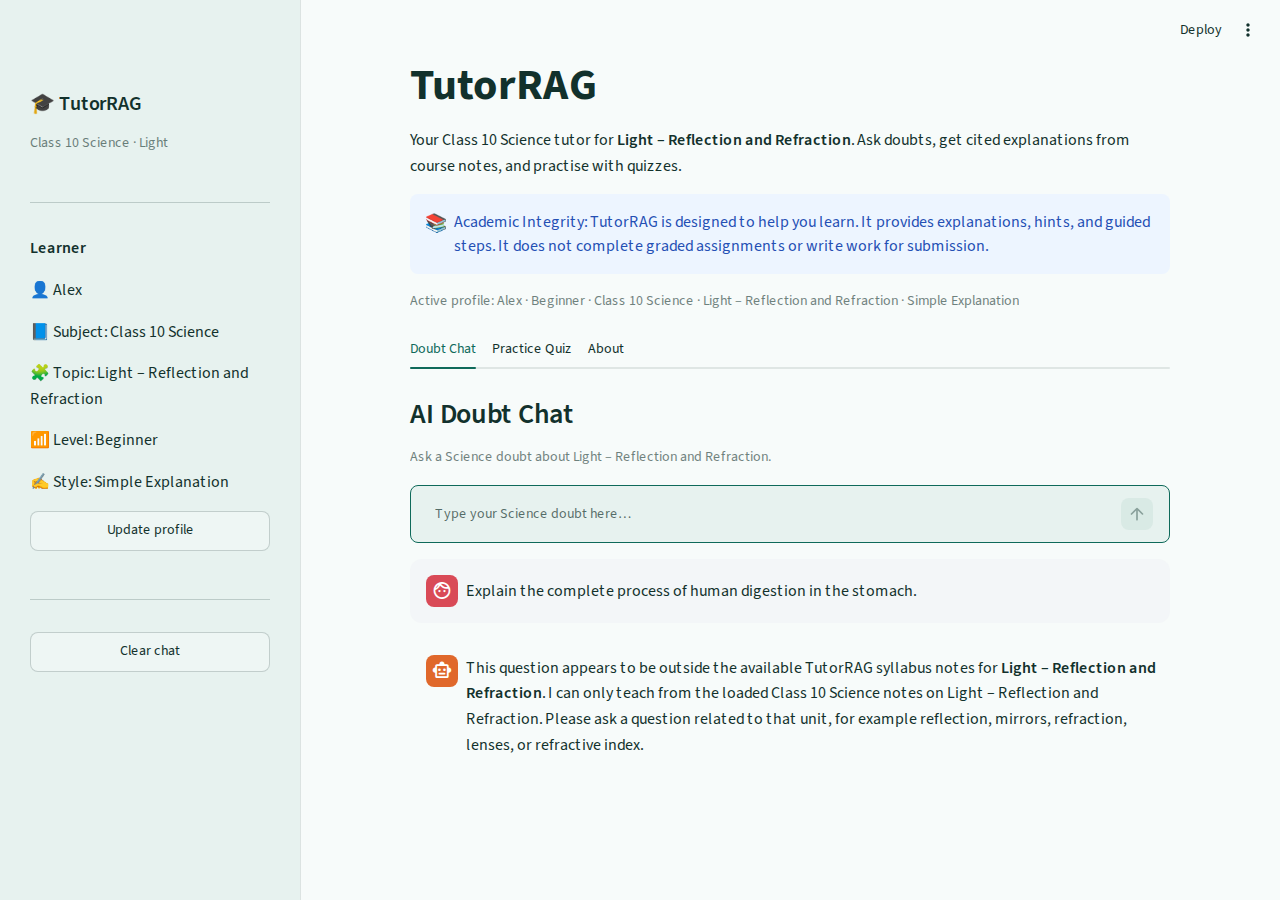 Deploy
🎓 TutorRAG
Class 10 Science · Light
Learner
👤 Alex
📘 Subject: Class 10 Science
🧩 Topic: Light – Reflection and
Refraction
📶 Level: Beginner
✍️ Style: Simple Explanation
Update profile
Clear chat
TutorRAG
Your Class 10 Science tutor for Light – Reflection and Refraction. Ask doubts, get cited explanations from
course notes, and practise with quizzes.
📚 Academic Integrity: TutorRAG is designed to help you learn. It provides explanations, hints, and guided
steps. It does not complete graded assignments or write work for submission.
Active profile: Alex · Beginner · Class 10 Science · Light – Reflection and Refraction · Simple Explanation
Doubt Chat Practice Quiz About
AI Doubt Chat
Ask a Science doubt about Light – Reflection and Refraction.
Type your Science doubt here…
Explain the complete process of human digestion in the stomach.
This question appears to be outside the available TutorRAG syllabus notes for Light – Reflection and
Refraction. I can only teach from the loaded Class 10 Science notes on Light – Reflection and
Refraction. Please ask a question related to that unit, for example reflection, mirrors, refraction,
lenses, or refractive index.